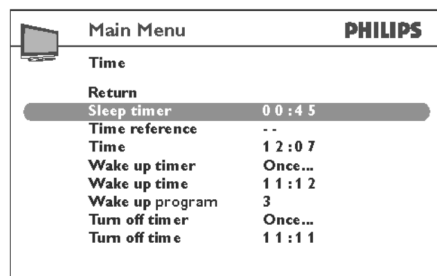 Main Menu PHILIPS
Time
Return
Sleep timer 00:45
Time reference --
Time 12:07
Wake up timer Once...
Wake up time 11:12
Wake up program 3
Turn off timer Once...
Turn off time 11:11